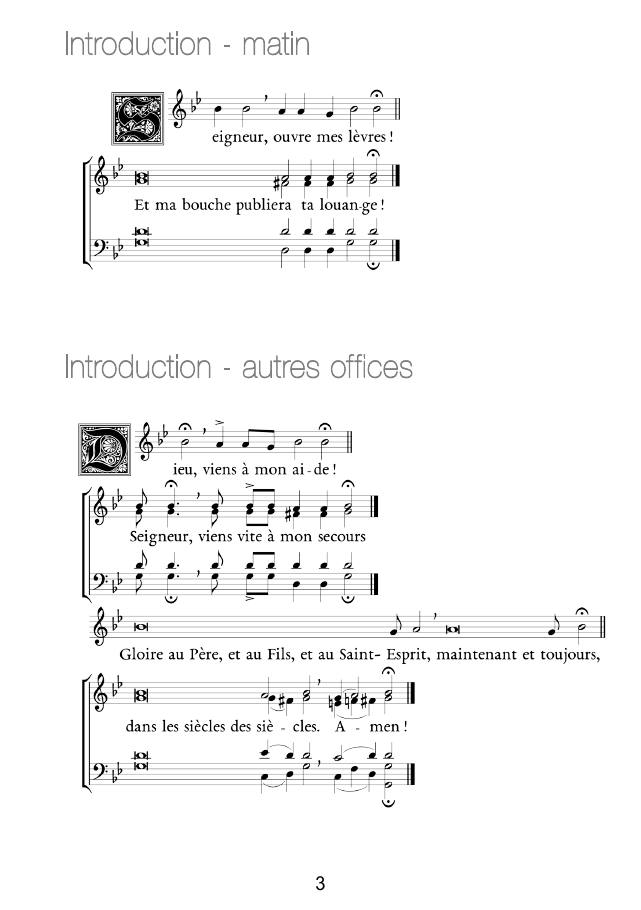 Introduction - matin
Seigneur, ouvre mes lèvres !
Et ma bouche publiera ta louan-ge !
Introduction - autres offices
Dieu, viens à mon ai - de !
Seigneur, viens vite à mon secours
Gloire au Père, et au Fils, et au Saint- Esprit, maintenant et toujours,
dans les siècles des siè - cles. A - men !
3